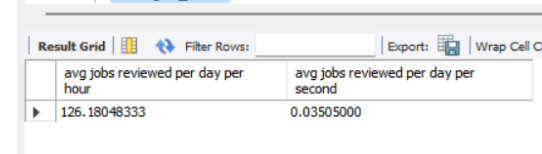 Result Grid Filter Rows: Export: Wrap Cell C
avg jobs reviewed per day per hour
avg jobs reviewed per day per second
126.18048333 0.03505000